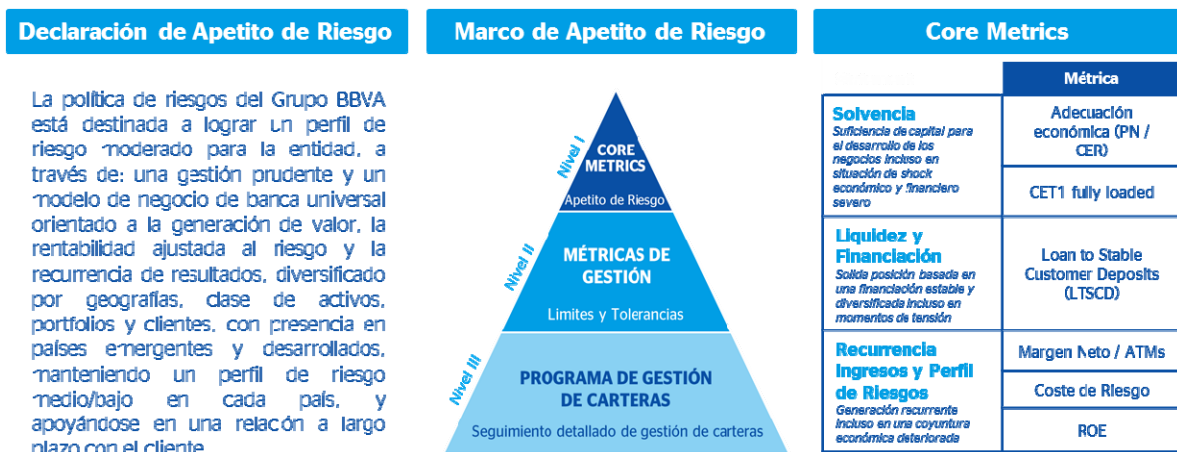 Declaración de Apetito de Riesgo
La política de riesgos del Grupo BBVA
está destinada a lograr un perfil de
riesgo moderado para la entidad, a
través de: una gestión prudente y un
modelo de negocio de banca universal
orientado a la generación de valor, la
rentabilidad ajustada al riesgo y la
recurrencia de resultados, diversificado
por geografías, clase de activos,
portfolios y clientes, con presencia en
países emergentes y desarrollados,
manteniendo un perfil de riesgo
medio/bajo en cada país, y
apoyándose en una relacón a largo
plazo con el cliente
Marco de Apetito de Riesgo
Nivel I
CORE
METRICS
Apetito de Riesgo
Nivel II
MÉTRICAS DE
GESTIÓN
Limites y Tolerancias
Nivel III
PROGRAMA DE GESTIÓN
DE CARTERAS
Seguimiento detallado de gestión de carteras
Core Metrics
Métrica
Solvencia
Suficiencia de capital para
el desarrollo de los
negocios incluso en
situación de shock
económico y financiero
severo
Adecuación
económica (PN /
CER)
CET1 fully loaded
Liquidez y
Financiación
Solida posición basada en
una financiación estable y
diversificada incluso en
momentos de tensión
Loan to Stable
Customer Deposits
(LTSCD)
Recurrencia
Ingresos y Perfil
de Riesgos
Generación recurrente
incluso en una coyuntura
económica deteriorada
Margen Neto / ATMs
Coste de Riesgo
ROE